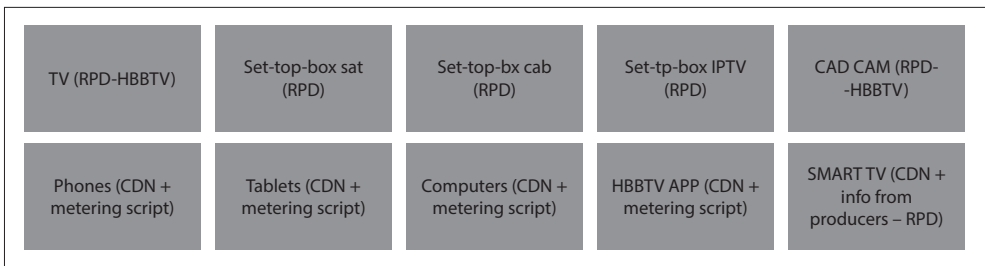 TV (RPD-HBBTV)
Set-top-box sat
(RPD)
Set-top-bx cab
(RPD)
Set-tp-box IPTV
(RPD)
CAD CAM (RPD-
-HBBTV)
Phones (CDN +
metering script)
Tablets (CDN +
metering script)
Computers (CDN +
metering script)
HBBTV APP (CDN +
metering script)
SMART TV (CDN +
info from
producers – RPD)